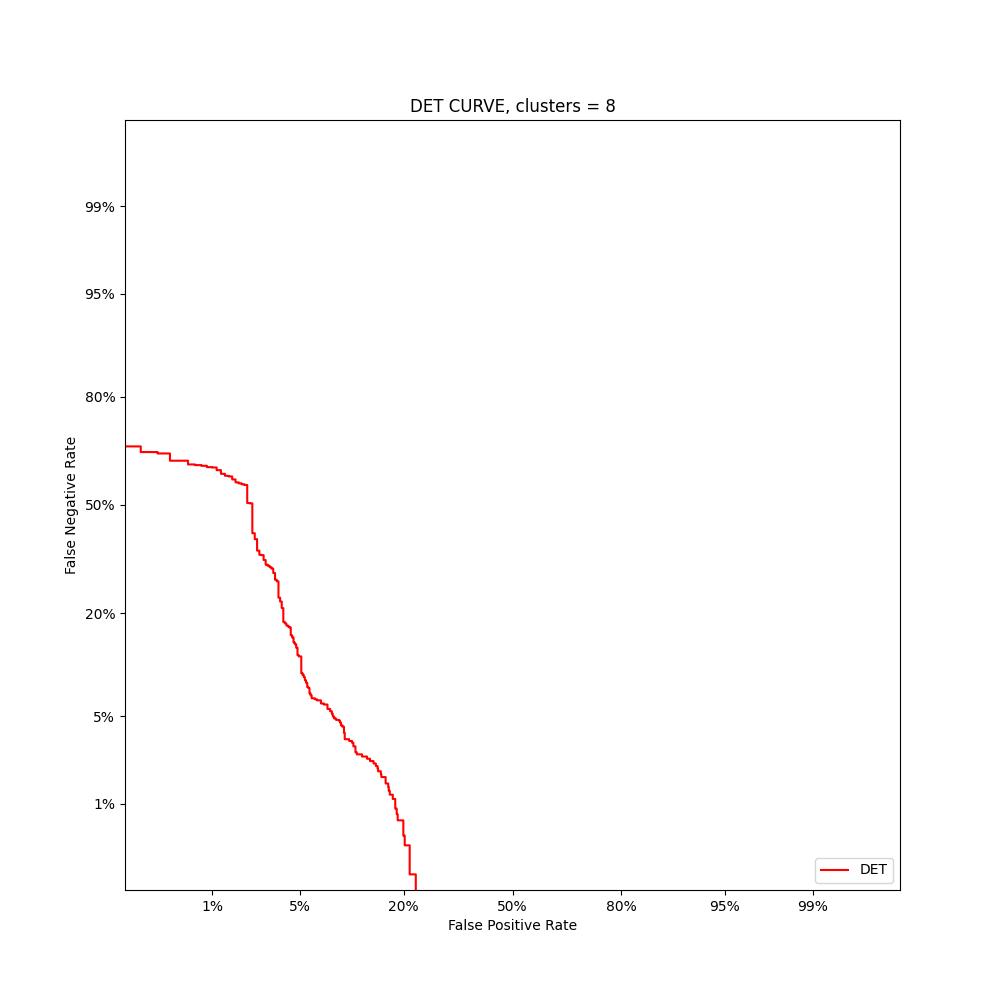 DET CURVE, clusters = 8
99%
95%
80%
50%
20%
5%
1%
False Negative Rate
DET
1% 5% 20% 50% 80% 95% 99%
False Positive Rate